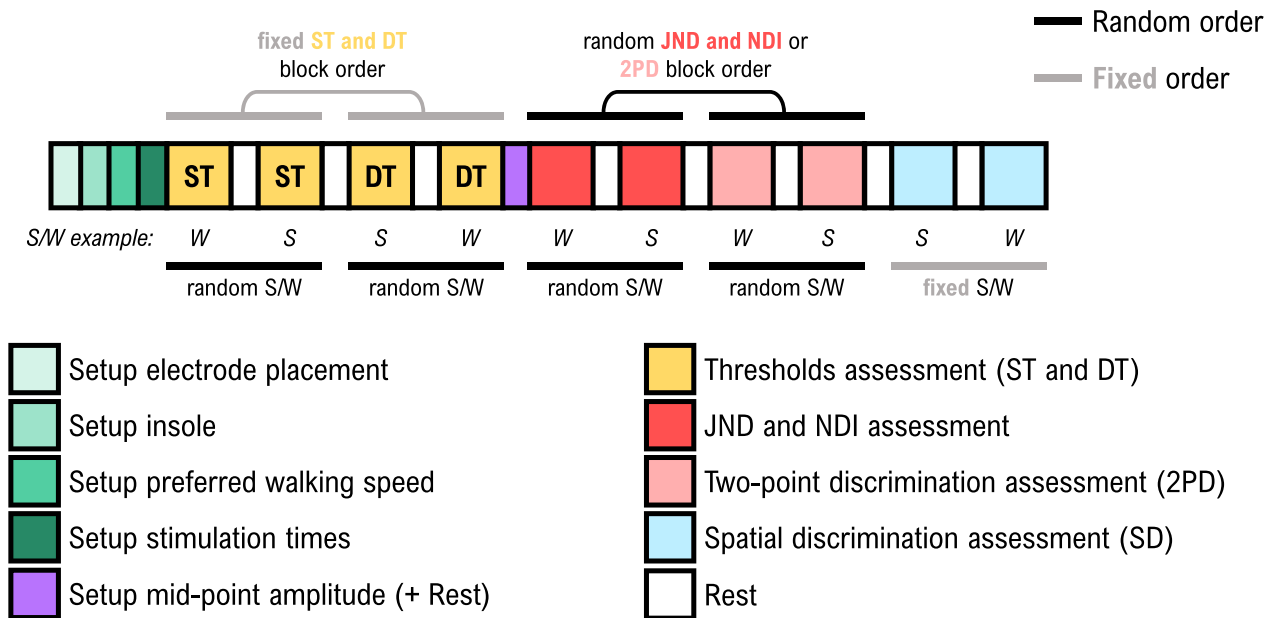 fixed ST and DT
block order
random JND and NDI or
2PD block order
Random order
Fixed order
ST ST DT DT
S/W example: W S S W W S W S S W
random S/W random S/W random S/W random S/W fixed S/W
Setup electrode placement
Setup insole
Setup preferred walking speed
Setup stimulation times
Setup mid-point amplitude (+ Rest)
Thresholds assessment (ST and DT)
JND and NDI assessment
Two-point discrimination assessment (2PD)
Spatial discrimination assessment (SD)
Rest